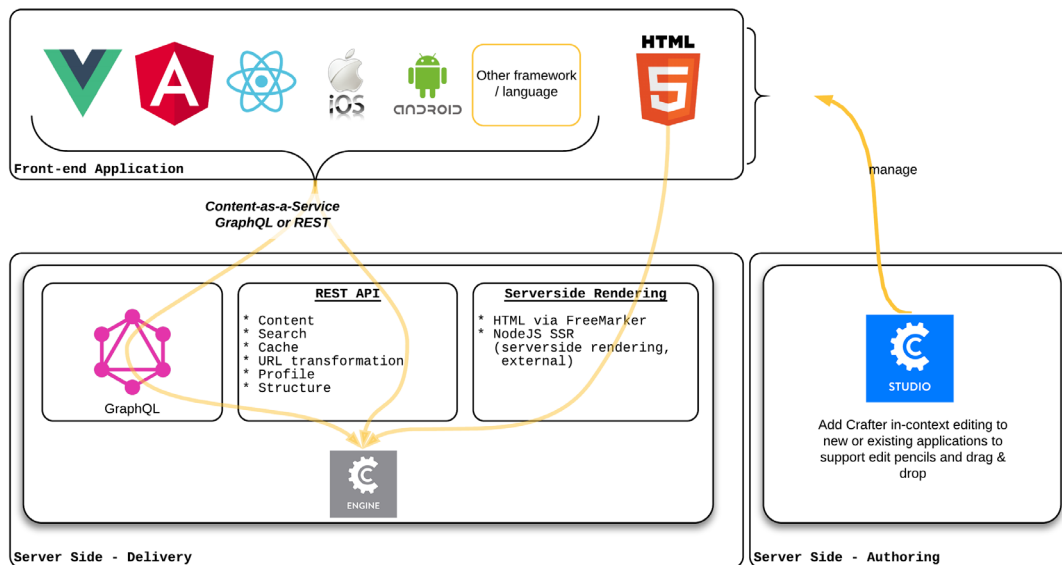 HTML
5
A
iOS
ANDROID
Other framework
/ language
Front-end Application
manage
Content-as-a-Service
GraphQL or REST
GraphQL
REST API
* Content
* Search
* Cache
* URL transformation
* Profile
* Structure
Serverside Rendering
* HTML via FreeMarker
* NodeJS SSR
(serverside rendering,
external)
C
ENGINE
Server Side - Delivery
C
STUDIO
Add Crafter in-context editing to
new or existing applications to
support edit pencils and drag &
drop
Server Side - Authoring